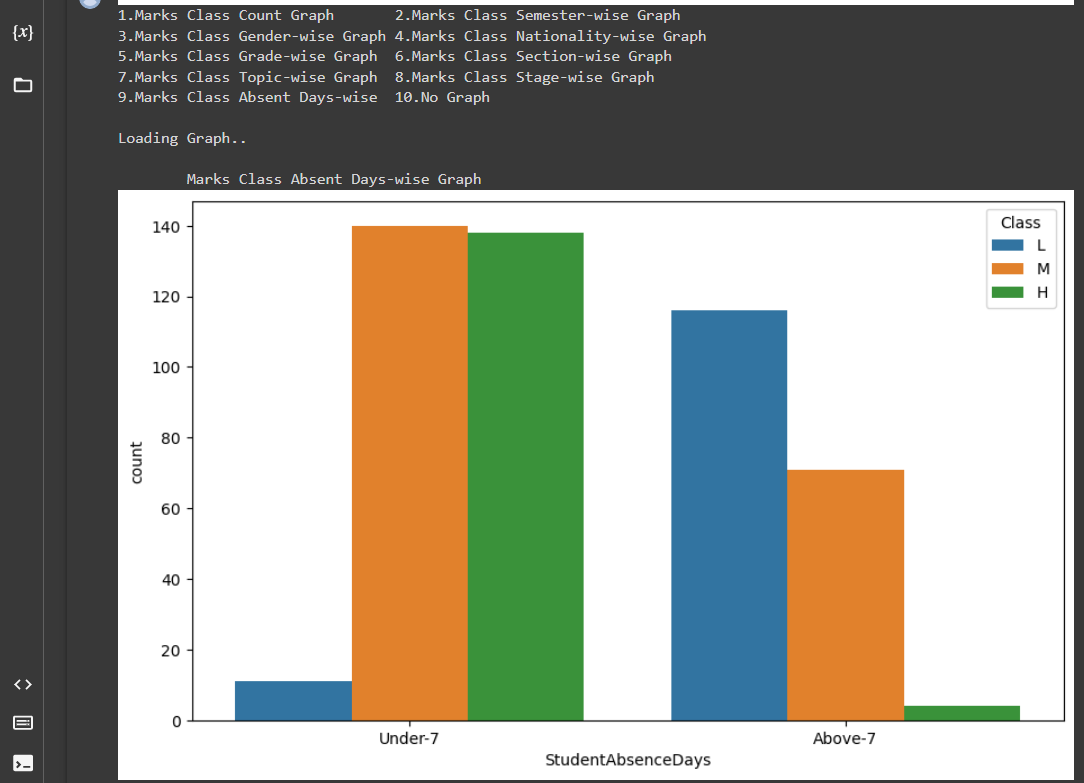 {x}
1.Marks Class Count Graph 2.Marks Class Semester-wise Graph
3.Marks Class Gender-wise Graph 4.Marks Class Nationality-wise Graph
5.Marks Class Grade-wise Graph 6.Marks Class Section-wise Graph
7.Marks Class Topic-wise Graph 8.Marks Class Stage-wise Graph
9.Marks Class Absent Days-wise 10.No Graph
Loading Graph..
Marks Class Absent Days-wise Graph
Class
L
M
H
140
120
100
80
60
40
20
0
count
Under-7 Above-7
StudentAbsenceDays